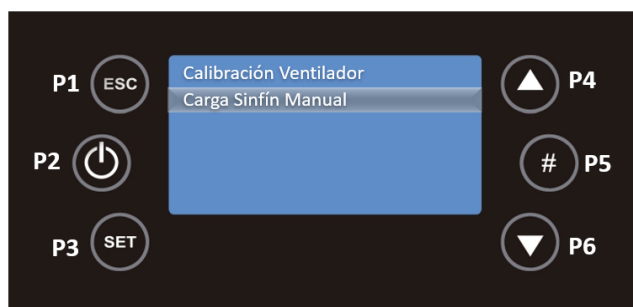 P1 ESC
Calibración Ventilador
Carga Sinfín Manual
P4
P2
# P5
P3 SET
P6